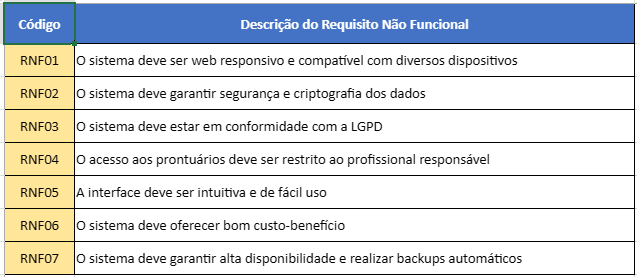 Código Descrição do Requisito Não Funcional
RNF01 O sistema deve ser web responsivo e compatível com diversos dispositivos
RNF02 O sistema deve garantir segurança e criptografia dos dados
RNF03 O sistema deve estar em conformidade com a LGPD
RNF04 O acesso aos prontuários deve ser restrito ao profissional responsável
RNF05 A interface deve ser intuitiva e de fácil uso
RNF06 O sistema deve oferecer bom custo-benefício
RNF07 O sistema deve garantir alta disponibilidade e realizar backups automáticos